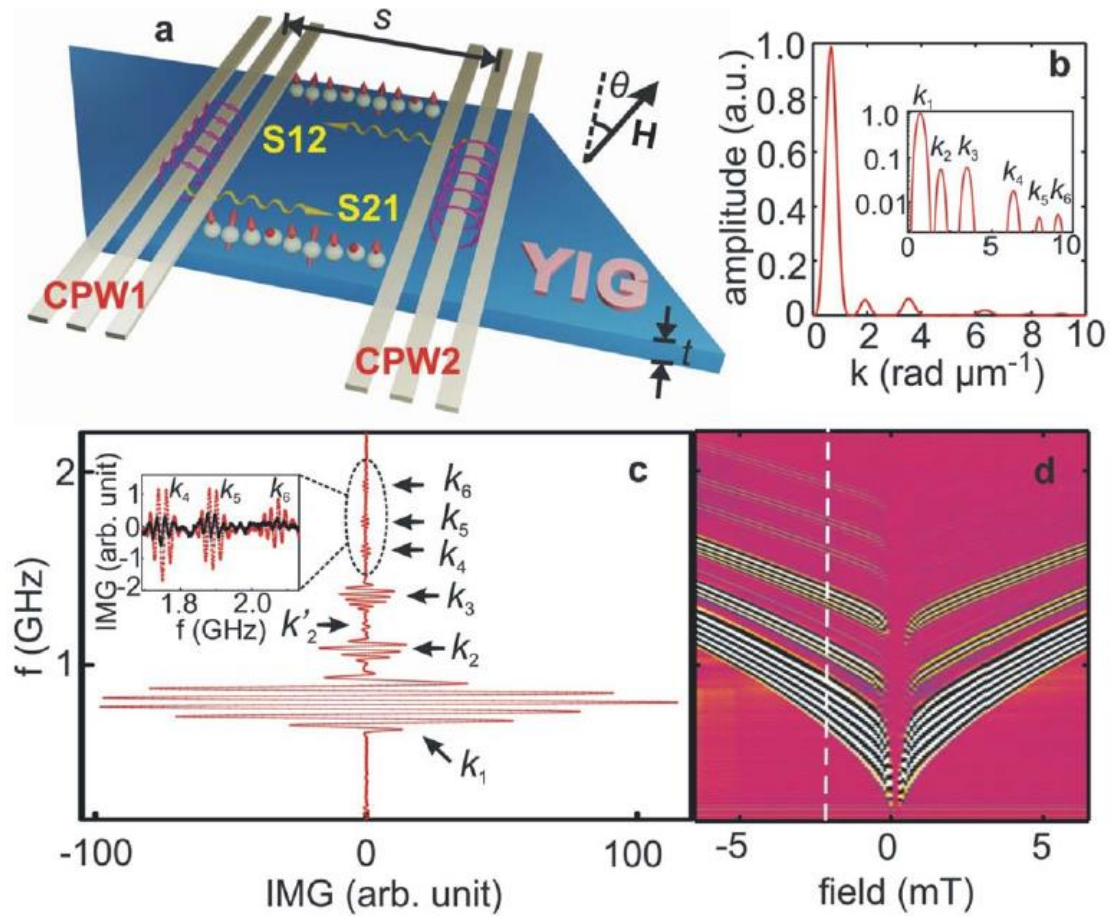 a
s
θ
H
S12
S21
YIG
CPW1
CPW2
t
b
amplitude (a.u.)
1.0
0.8
0.6
0.4
0.2
0
0 2 4 6 8 10
k (rad µm⁻¹)
k₁
k₂ k₃
k₄
k₅ k₆
1.0
0.1
0.01
0 5 10
c
f (GHz)
2
1
-100 0 100
IMG (arb. unit)
k₆
k₅
k₄
k₃
k'₂
k₂
k₁
IMG (arb. unit)
1
0
-1
-2
k₄ k₅ k₆
1.8 2.0
f (GHz)
d
-5 0 5
field (mT)